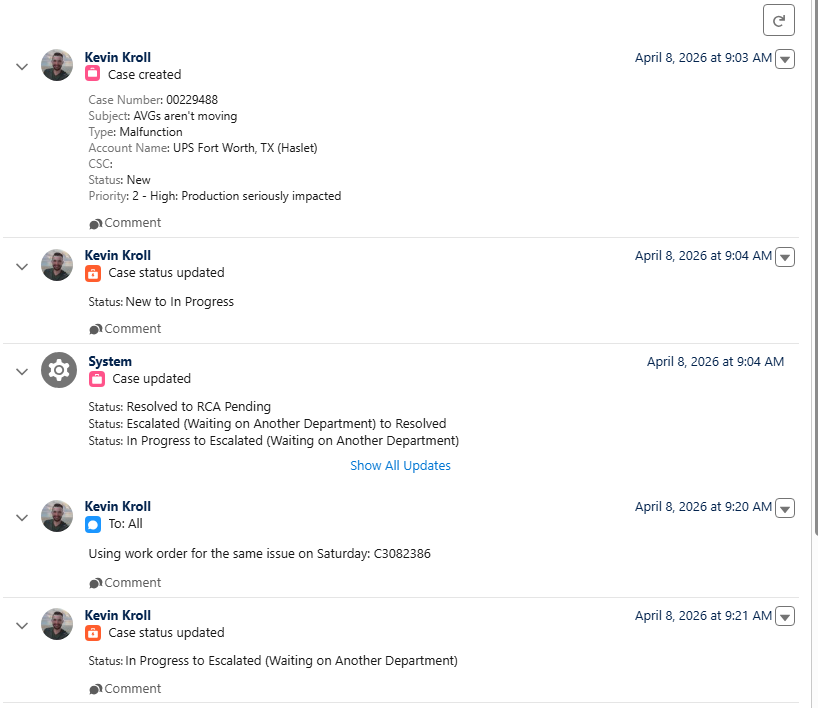 Kevin Kroll
April 8, 2026 at 9:03 AM
Case created
Case Number: 00229488
Subject: AVGs aren't moving
Type: Malfunction
Account Name: UPS Fort Worth, TX (Haslet)
CSC:
Status: New
Priority: 2 - High: Production seriously impacted
Comment
Kevin Kroll
April 8, 2026 at 9:04 AM
Case status updated
Status: New to In Progress
Comment
System
April 8, 2026 at 9:04 AM
Case updated
Status: Resolved to RCA Pending
Status: Escalated (Waiting on Another Department) to Resolved
Status: In Progress to Escalated (Waiting on Another Department)
Show All Updates
Kevin Kroll
April 8, 2026 at 9:20 AM
To: All
Using work order for the same issue on Saturday: C3082386
Comment
Kevin Kroll
April 8, 2026 at 9:21 AM
Case status updated
Status: In Progress to Escalated (Waiting on Another Department)
Comment